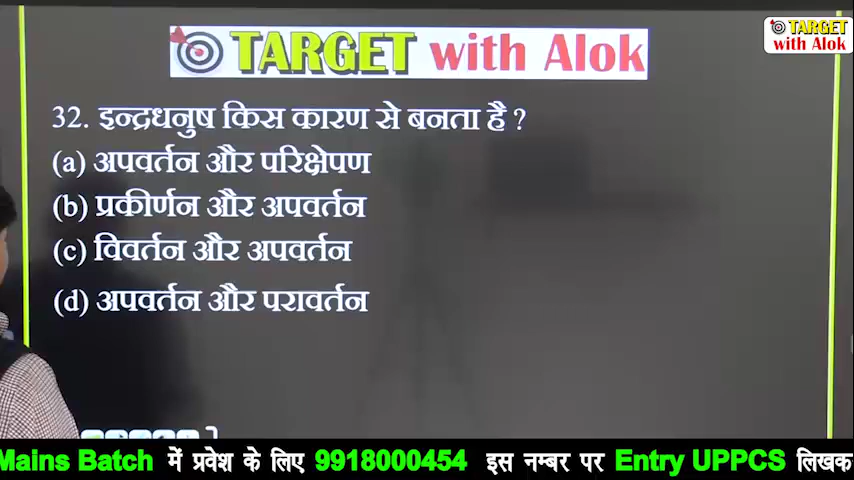 TARGET with Alok
TARGET
with Alok
32. इन्द्रधनुष किस कारण से बनता है ?
(a) अपवर्तन और परिक्षेपण
(b) प्रकीर्णन और अपवर्तन
(c) विवर्तन और अपवर्तन
(d) अपवर्तन और परावर्तन
Mains Batch में प्रवेश के लिए 9918000454 इस नम्बर पर Entry UPPCS लिखक